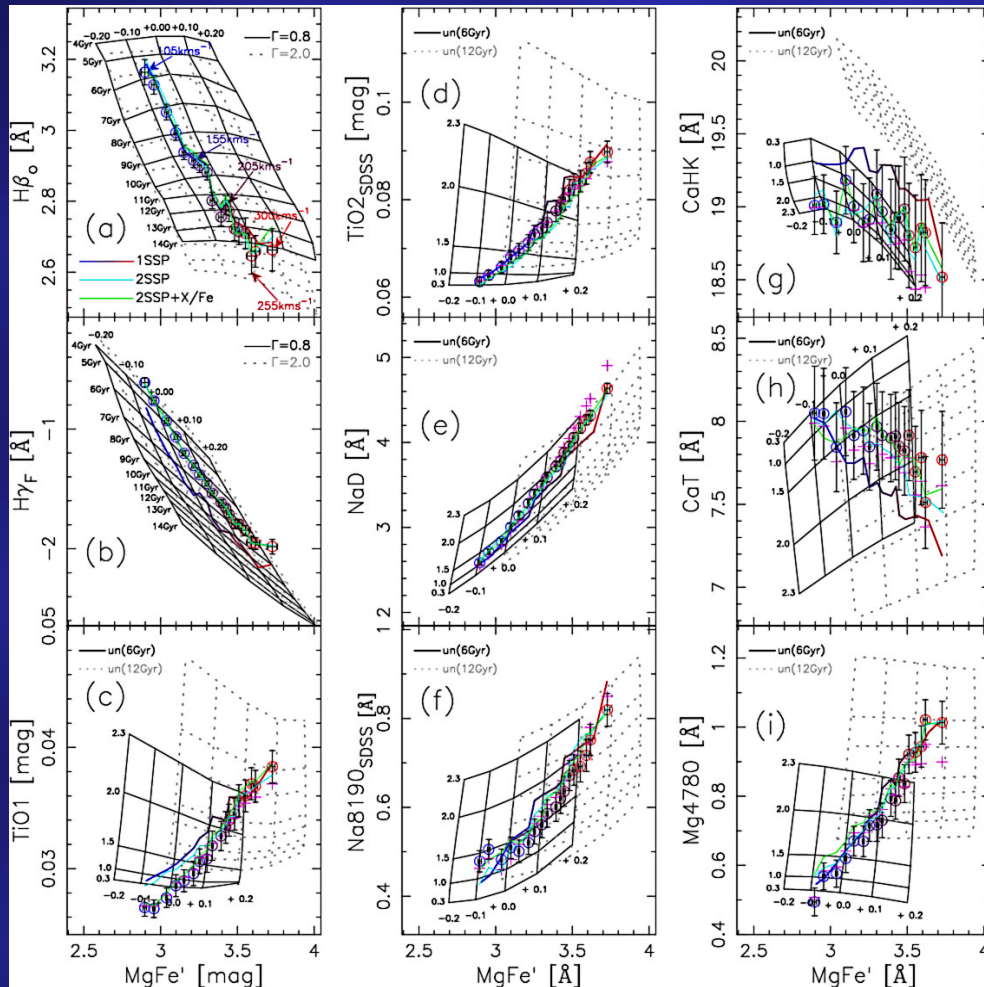 -0.20
-0.10
+0.00
+0.10
+0.20
4Gyr
5Gyr
6Gyr
7Gyr
8Gyr
9Gyr
10Gyr
11Gyr
12Gyr
13Gyr
14Gyr
Γ=0.8
Γ=2.0
105kms⁻¹
155kms⁻¹
205kms⁻¹
300kms⁻¹
255kms⁻¹
(a)
1SSP
2SSP
2SSP+X/Fe
3.2
3
2.8
2.6
Hβₒ [Å]
un(6Gyr)
un(12Gyr)
(d)
2.3
2.0
1.5
1.0
0.3
-0.2
-0.1
+ 0.0
+ 0.1
+ 0.2
0.1
0.08
0.06
TiO2SDSS [mag]
un(6Gyr)
un(12Gyr)
0.3
1.0
1.5
2.0
2.3
-0.2
0.0
+ 0.1
+ 0.2
(g)
20
19.5
19
18.5
CaHK [Å]
-0.20
-0.10
+0.00
+0.10
+0.20
4Gyr
5Gyr
6Gyr
7Gyr
8Gyr
9Gyr
10Gyr
11Gyr
12Gyr
13Gyr
14Gyr
Γ=0.8
Γ=2.0
(b)
-1
-2
HγF [Å]
un(6Gyr)
un(12Gyr)
(e)
2.3
2.0
1.5
1.0
0.3
-0.2
-0.1
+ 0.0
+ 0.1
+ 0.2
5
4
3
2
NaD [Å]
un(6Gyr)
un(12Gyr)
(h)
+ 0.2
+ 0.1
0.0
-0.1
-0.2
0.3
1.0
1.5
2.0
2.3
8.5
8
7.5
7
CaT [Å]
un(6Gyr)
un(12Gyr)
(c)
2.3
2.0
1.5
1.0
0.3
-0.2
-0.1
+ 0.0
+ 0.1
+ 0.2
0.05
0.04
0.03
TiO1 [mag]
2.5
3
3.5
4
MgFe' [mag]
un(6Gyr)
un(12Gyr)
(f)
2.3
2.0
1.5
1.0
0.3
-0.2
-0.1
+ 0.0
+ 0.1
+ 0.2
0.8
0.6
0.4
Na8190SDSS [Å]
2.5
3
3.5
4
MgFe' [Å]
un(6Gyr)
un(12Gyr)
(i)
2.3
2.0
1.5
1.0
0.3
-0.2
-0.1
+ 0.0
+ 0.1
+ 0.2
1.2
1
0.8
0.6
0.4
Mg4780 [Å]
2.5
3
3.5
4
MgFe' [Å]